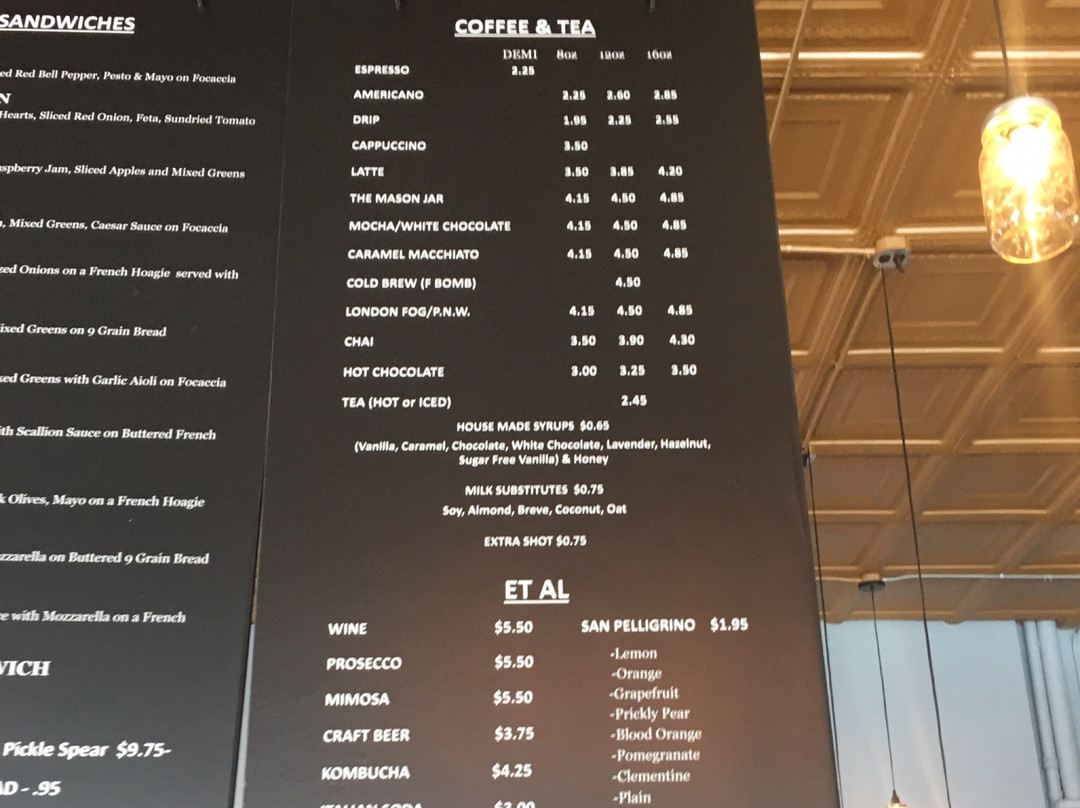 SANDWICHES
Red Bell Pepper, Pesto & Mayo on Focaccia
Hearts, Sliced Red Onion, Feta, Sundried Tomato
Jam, Sliced Apples and Mixed Greens
, Mixed Greens, Caesar Sauce on Focaccia
Onions on a French Hoagie served with
Greens on 9 Grain Bread
Greens with Garlic Aioli on Focaccia
Scallion Sauce on Buttered French
Olives, Mayo on a French Hoagie
on Buttered 9 Grain Bread
with Mozzarella on a French
Pickle Spear $9.75-
- .95
COFFEE & TEA
DEMI 8oz 12oz 16oz
ESPRESSO 2.25
AMERICANO 2.25 2.60 2.85
DRIP 1.95 2.25 2.55
CAPPUCCINO 3.50
LATTE 3.50 3.85 4.20
THE MASON JAR 4.15 4.50 4.85
MOCHA/WHITE CHOCOLATE 4.15 4.50 4.85
CARAMEL MACCHIATO 4.15 4.50 4.85
COLD BREW (F BOMB) 4.50
LONDON FOG/P.N.W. 4.15 4.50 4.85
CHAI 3.50 3.90 4.30
HOT CHOCOLATE 3.00 3.25 3.50
TEA (HOT or ICED) 2.45
HOUSE MADE SYRUPS $0.65
(Vanilla, Caramel, Chocolate, White Chocolate, Lavender, Hazelnut,
Sugar Free Vanilla) & Honey
MILK SUBSTITUTES $0.75
Soy, Almond, Breve, Coconut, Oat
EXTRA SHOT $0.75
ET AL
WINE $5.50
PROSECCO $5.50
MIMOSA $5.50
CRAFT BEER $3.75
KOMBUCHA $4.25
ITALIAN SODA $3.00
SAN PELLIGRINO $1.95
-Lemon
-Orange
-Grapefruit
-Prickly Pear
-Blood Orange
-Pomegranate
-Clementine
-Plain